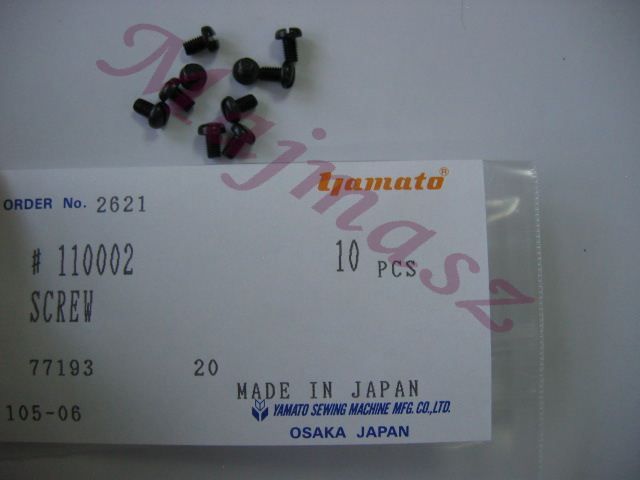 Majmasz
yamato®
ORDER No. 2621
# 110002 10 PCS
SCREW
77193 20
MADE IN JAPAN
105-06 YAMATO SEWING MACHINE MFG. CO.,LTD.
OSAKA JAPAN